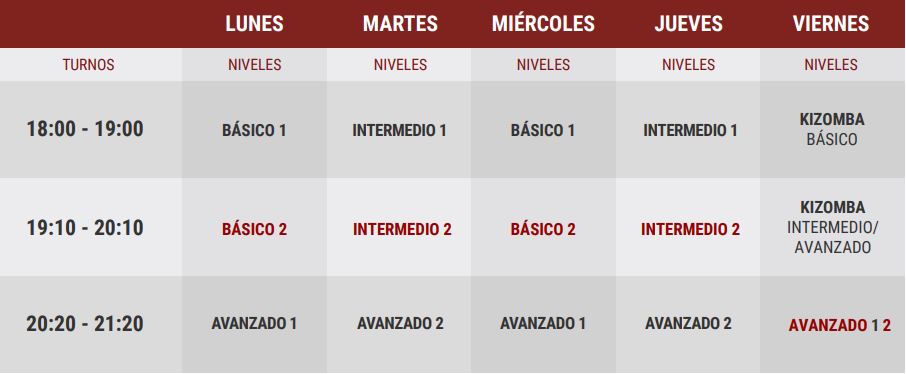 LUNES MARTES MIÉRCOLES JUEVES VIERNES
TURNOS NIVELES NIVELES NIVELES NIVELES NIVELES
18:00 - 19:00 BÁSICO 1 INTERMEDIO 1 BÁSICO 1 INTERMEDIO 1 KIZOMBA
BÁSICO
19:10 - 20:10 BÁSICO 2 INTERMEDIO 2 BÁSICO 2 INTERMEDIO 2 KIZOMBA
INTERMEDIO/
AVANZADO
20:20 - 21:20 AVANZADO 1 AVANZADO 2 AVANZADO 1 AVANZADO 2 AVANZADO 1 2